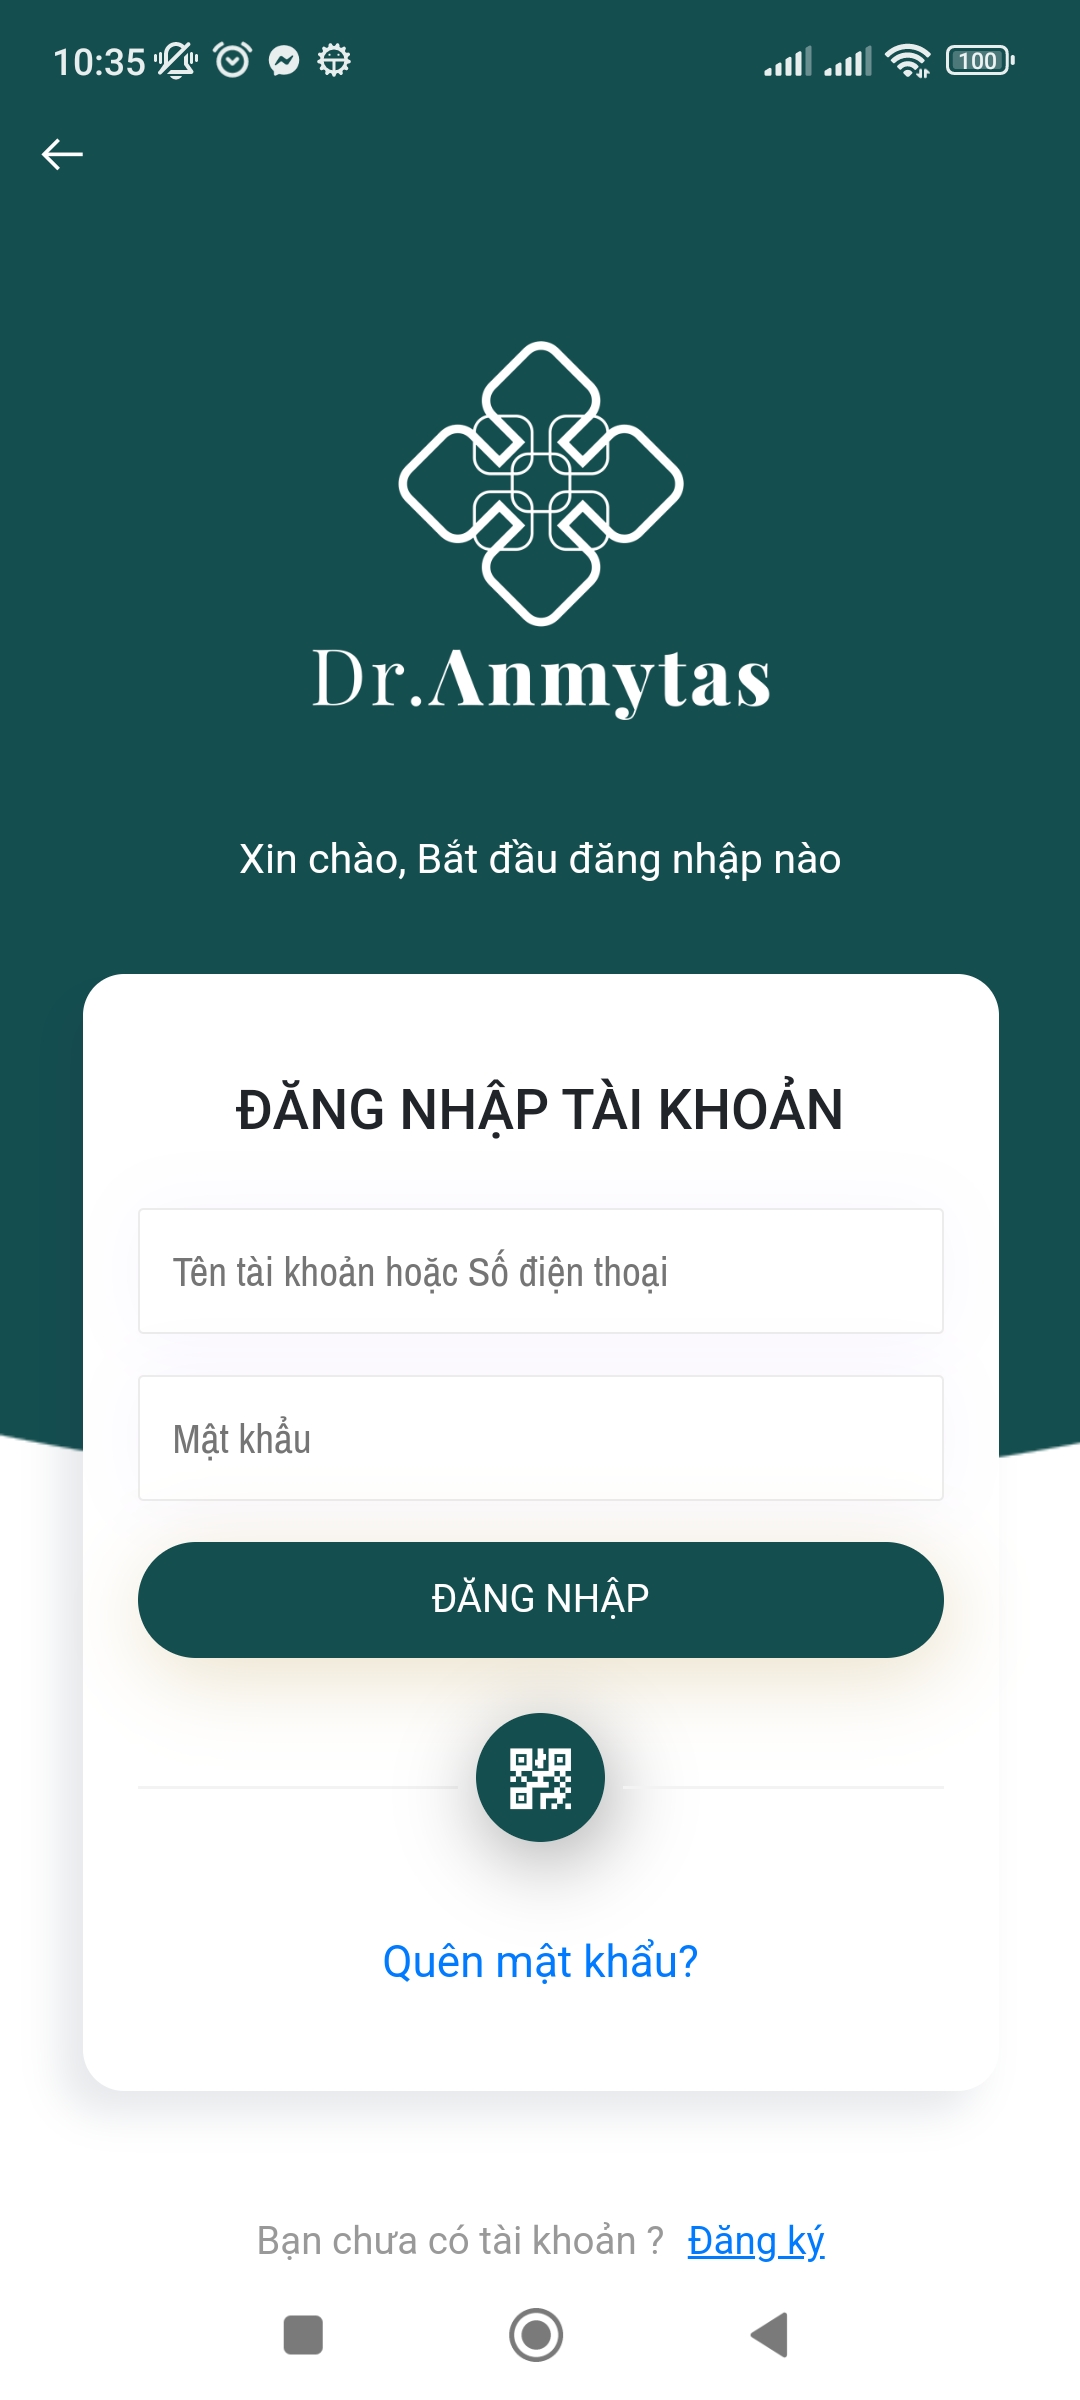 10:35
100
Dr.Anmytas
Xin chào, Bắt đầu đăng nhập nào
ĐĂNG NHẬP TÀI KHOẢN
Tên tài khoản hoặc Số điện thoại
Mật khẩu
ĐĂNG NHẬP
Quên mật khẩu?
Bạn chưa có tài khoản ? Đăng ký